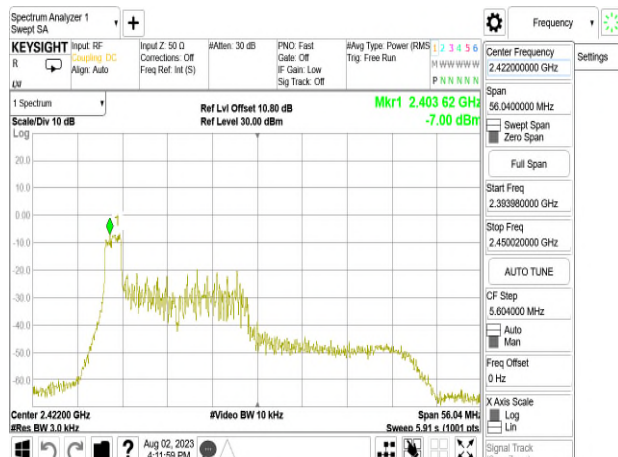 Spectrum Analyzer 1
Swept SA
+
Frequency
KEYSIGHT
R
Input: RF
Coupling: DC
Align: Auto
Input Z: 50 Ω
Corrections: Off
Freq Ref: Int (S)
#Atten: 30 dB
PNO: Fast
Gate: Off
IF Gain: Low
Sig Track: Off
#Avg Type: Power (RMS
Trig: Free Run
1 2 3 4 5 6
M W W W W W
P N N N N N
Center Frequency
2.422000000 GHz
Settings
Span
56.0400000 MHz
Swept Span
Zero Span
Full Span
Start Freq
2.393980000 GHz
Stop Freq
2.450020000 GHz
AUTO TUNE
CF Step
5.604000 MHz
Auto
Man
Freq Offset
0 Hz
X Axis Scale
Log
Lin
Signal Track
1 Spectrum
Scale/Div 10 dB
Log
Ref Lvl Offset 10.80 dB
Ref Level 30.00 dBm
Mkr1 2.403 62 GHz
-7.00 dBm
20.0
10.0
0.00
-10.0
-20.0
-30.0
-40.0
-50.0
-60.0
1
Center 2.42200 GHz
#Res BW 3.0 kHz
#Video BW 10 kHz
Span 56.04 MHz
Sweep 5.91 s (1001 pts
?
Aug 02, 2023
4:11:59 PM